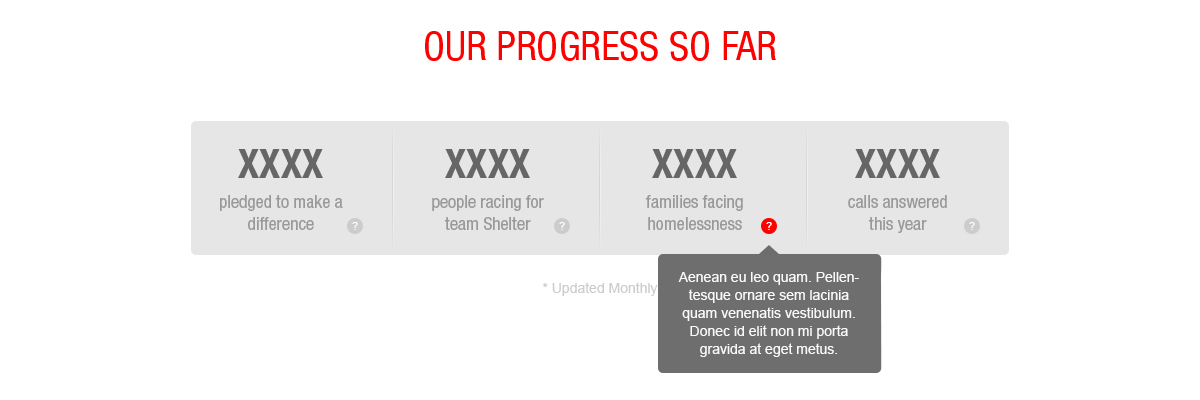 OUR PROGRESS SO FAR
XXXX
pledged to make a
difference ?
XXXX
people racing for
team Shelter ?
XXXX
families facing
homelessness ?
XXXX
calls answered
this year ?
* Updated Monthly
Aenean eu leo quam. Pellen-
tesque ornare sem lacinia
quam venenatis vestibulum.
Donec id elit non mi porta
gravida at eget metus.